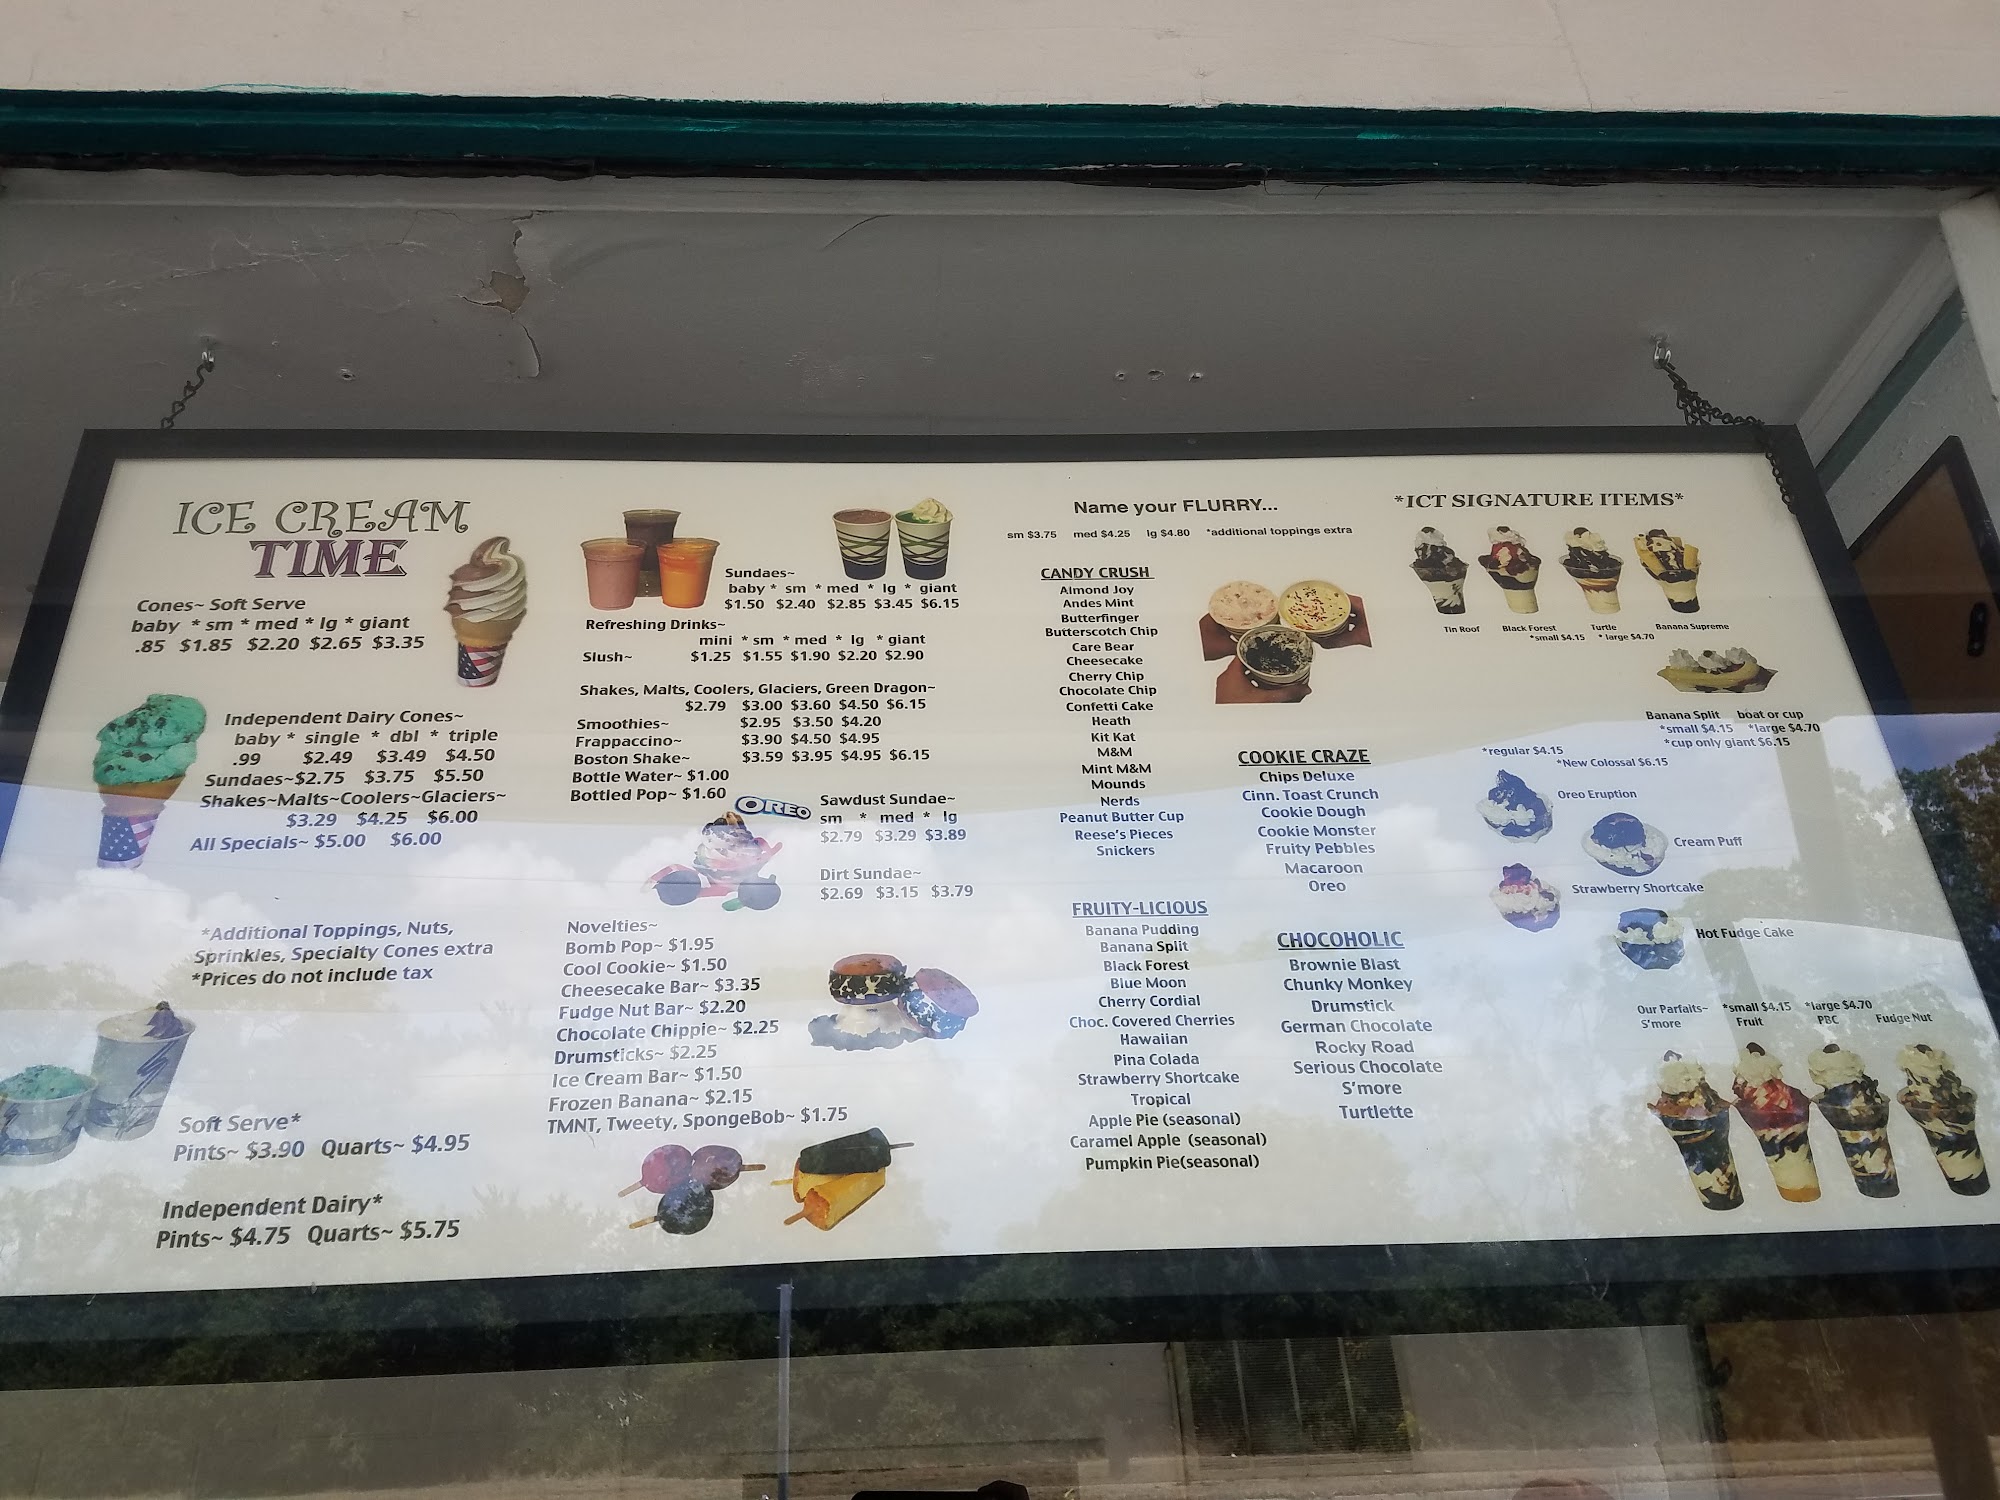 ICE CREAM
TIME
Cones~ Soft Serve
baby * sm * med * lg * giant
.85 $1.85 $2.20 $2.65 $3.35
Independent Dairy Cones~
baby * single * dbl * triple
.99 $2.49 $3.49 $4.50
Sundaes~$2.75 $3.75 $5.50
Shakes~Malts~Coolers~Glaciers~
$3.29 $4.25 $6.00
All Specials~ $5.00 $6.00
*Additional Toppings, Nuts,
Sprinkles, Specialty Cones extra
*Prices do not include tax
Soft Serve*
Pints~ $3.90 Quarts~ $4.95
Independent Dairy*
Pints~ $4.75 Quarts~ $5.75
Sundaes~
baby * sm * med * lg * giant
$1.50 $2.40 $2.85 $3.45 $6.15
Refreshing Drinks~
mini * sm * med * lg * giant
Slush~ $1.25 $1.55 $1.90 $2.20 $2.90
Shakes, Malts, Coolers, Glaciers, Green Dragon~
$2.79 $3.00 $3.60 $4.50 $6.15
Smoothies~ $2.95 $3.50 $4.20
Frappaccino~ $3.90 $4.50 $4.95
Boston Shake~ $3.59 $3.95 $4.95 $6.15
Bottle Water~ $1.00
Bottled Pop~ $1.60
OREO
Sawdust Sundae~
sm * med * lg
$2.79 $3.29 $3.89
Dirt Sundae~
$2.69 $3.15 $3.79
Novelties~
Bomb Pop~ $1.95
Cool Cookie~ $1.50
Cheesecake Bar~ $3.35
Fudge Nut Bar~ $2.20
Chocolate Chippie~ $2.25
Drumsticks~ $2.25
Ice Cream Bar~ $1.50
Frozen Banana~ $2.15
TMNT, Tweety, SpongeBob~ $1.75
Name your FLURRY...
sm $3.75 med $4.25 lg $4.80 *additional toppings extra
CANDY CRUSH
Almond Joy
Andes Mint
Butterfinger
Butterscotch Chip
Care Bear
Cheesecake
Cherry Chip
Chocolate Chip
Confetti Cake
Heath
Kit Kat
M&M
Mint M&M
Mounds
Nerds
Peanut Butter Cup
Reese's Pieces
Snickers
FRUITY-LICIOUS
Banana Pudding
Banana Split
Black Forest
Blue Moon
Cherry Cordial
Choc. Covered Cherries
Hawaiian
Pina Colada
Strawberry Shortcake
Tropical
Apple Pie (seasonal)
Caramel Apple (seasonal)
Pumpkin Pie(seasonal)
COOKIE CRAZE
Chips Deluxe
Cinn. Toast Crunch
Cookie Dough
Cookie Monster
Fruity Pebbles
Macaroon
Oreo
CHOCOHOLIC
Brownie Blast
Chunky Monkey
Drumstick
German Chocolate
Rocky Road
Serious Chocolate
S'more
Turtlette
*ICT SIGNATURE ITEMS*
Tin Roof Black Forest Turtle Banana Supreme
*small $4.15 * large $4.70
Banana Split boat or cup
*small $4.15 *large $4.70
*cup only giant $6.15
*regular $4.15
*New Colossal $6.15
Oreo Eruption
Cream Puff
Strawberry Shortcake
Hot Fudge Cake
Our Parfaits~ *small $4.15 *large $4.70
S'more Fruit PBC Fudge Nut